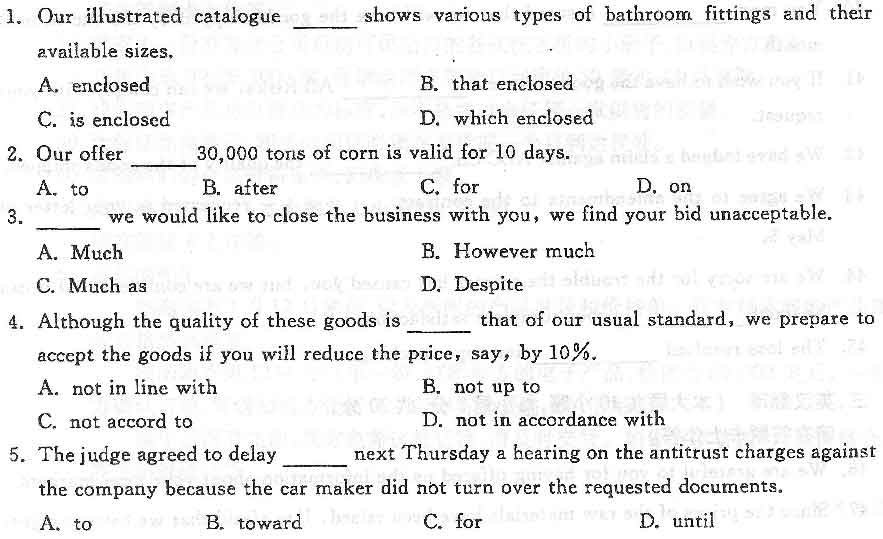 1. Our illustrated catalogue ______ shows various types of bathroom fittings and their
available sizes.
A. enclosed B. that enclosed
C. is enclosed D. which enclosed
2. Our offer ______ 30,000 tons of corn is valid for 10 days.
A. to B. after C. for D. on
3. ______ we would like to close the business with you, we find your bid unacceptable.
A. Much B. However much
C. Much as D. Despite
4. Although the quality of these goods is ______ that of our usual standard, we prepare to
accept the goods if you will reduce the price, say, by 10%.
A. not in line with B. not up to
C. not accord to D. not in accordance with
5. The judge agreed to delay ______ next Thursday a hearing on the antitrust charges against
the company because the car maker did not turn over the requested documents.
A. to B. toward C. for D. until